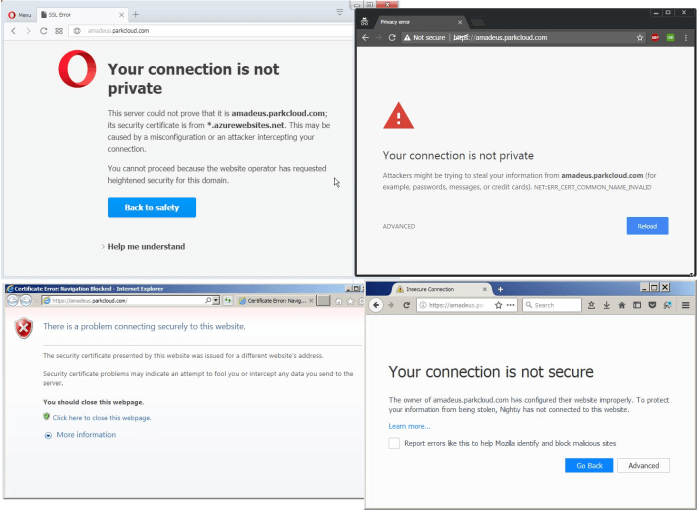 Menu
SSL Error
amadeus.parkcloud.com
Your connection is not
private
This server could not prove that it is amadeus.parkcloud.com;
its security certificate is from *.azurewebsites.net. This may be
caused by a misconfiguration or an attacker intercepting your
connection.
You cannot proceed because the website operator has requested
heightened security for this domain.
Back to safety
Help me understand
Privacy error
Not secure | https://amadeus.parkcloud.com
Your connection is not private
Attackers might be trying to steal your information from amadeus.parkcloud.com (for
example, passwords, messages, or credit cards). NET::ERR_CERT_COMMON_NAME_INVALID
ADVANCED
Reload
Certificate Error: Navigation Blocked - Internet Explorer
https://amadeus.parkcloud.com/
Certificate Error: Navig...
There is a problem connecting securely to this website.
The security certificate presented by this website was issued for a different website's address.
Security certificate problems may indicate an attempt to fool you or intercept any data you send to the
server.
You should close this webpage.
Click here to close this webpage.
More information
Insecure Connection
https://amadeus.pa
Search
Your connection is not secure
The owner of amadeus.parkcloud.com has configured their website improperly. To protect
your information from being stolen, Nightly has not connected to this website.
Learn more...
Report errors like this to help Mozilla identify and block malicious sites
Go Back
Advanced